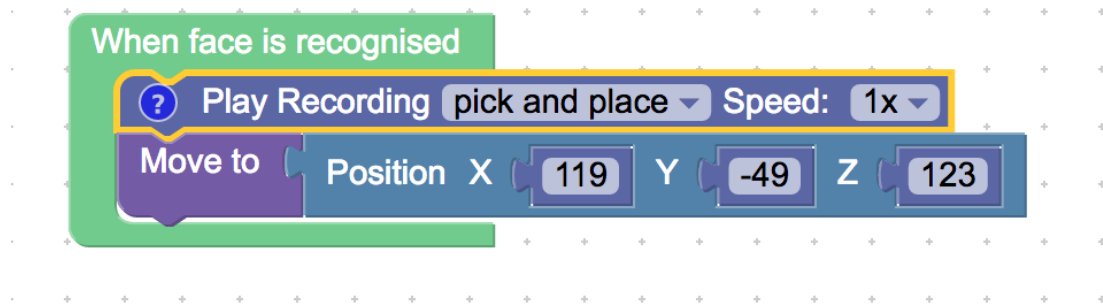 When face is recognised
? Play Recording pick and place Speed: 1x
Move to Position X 119 Y -49 Z 123